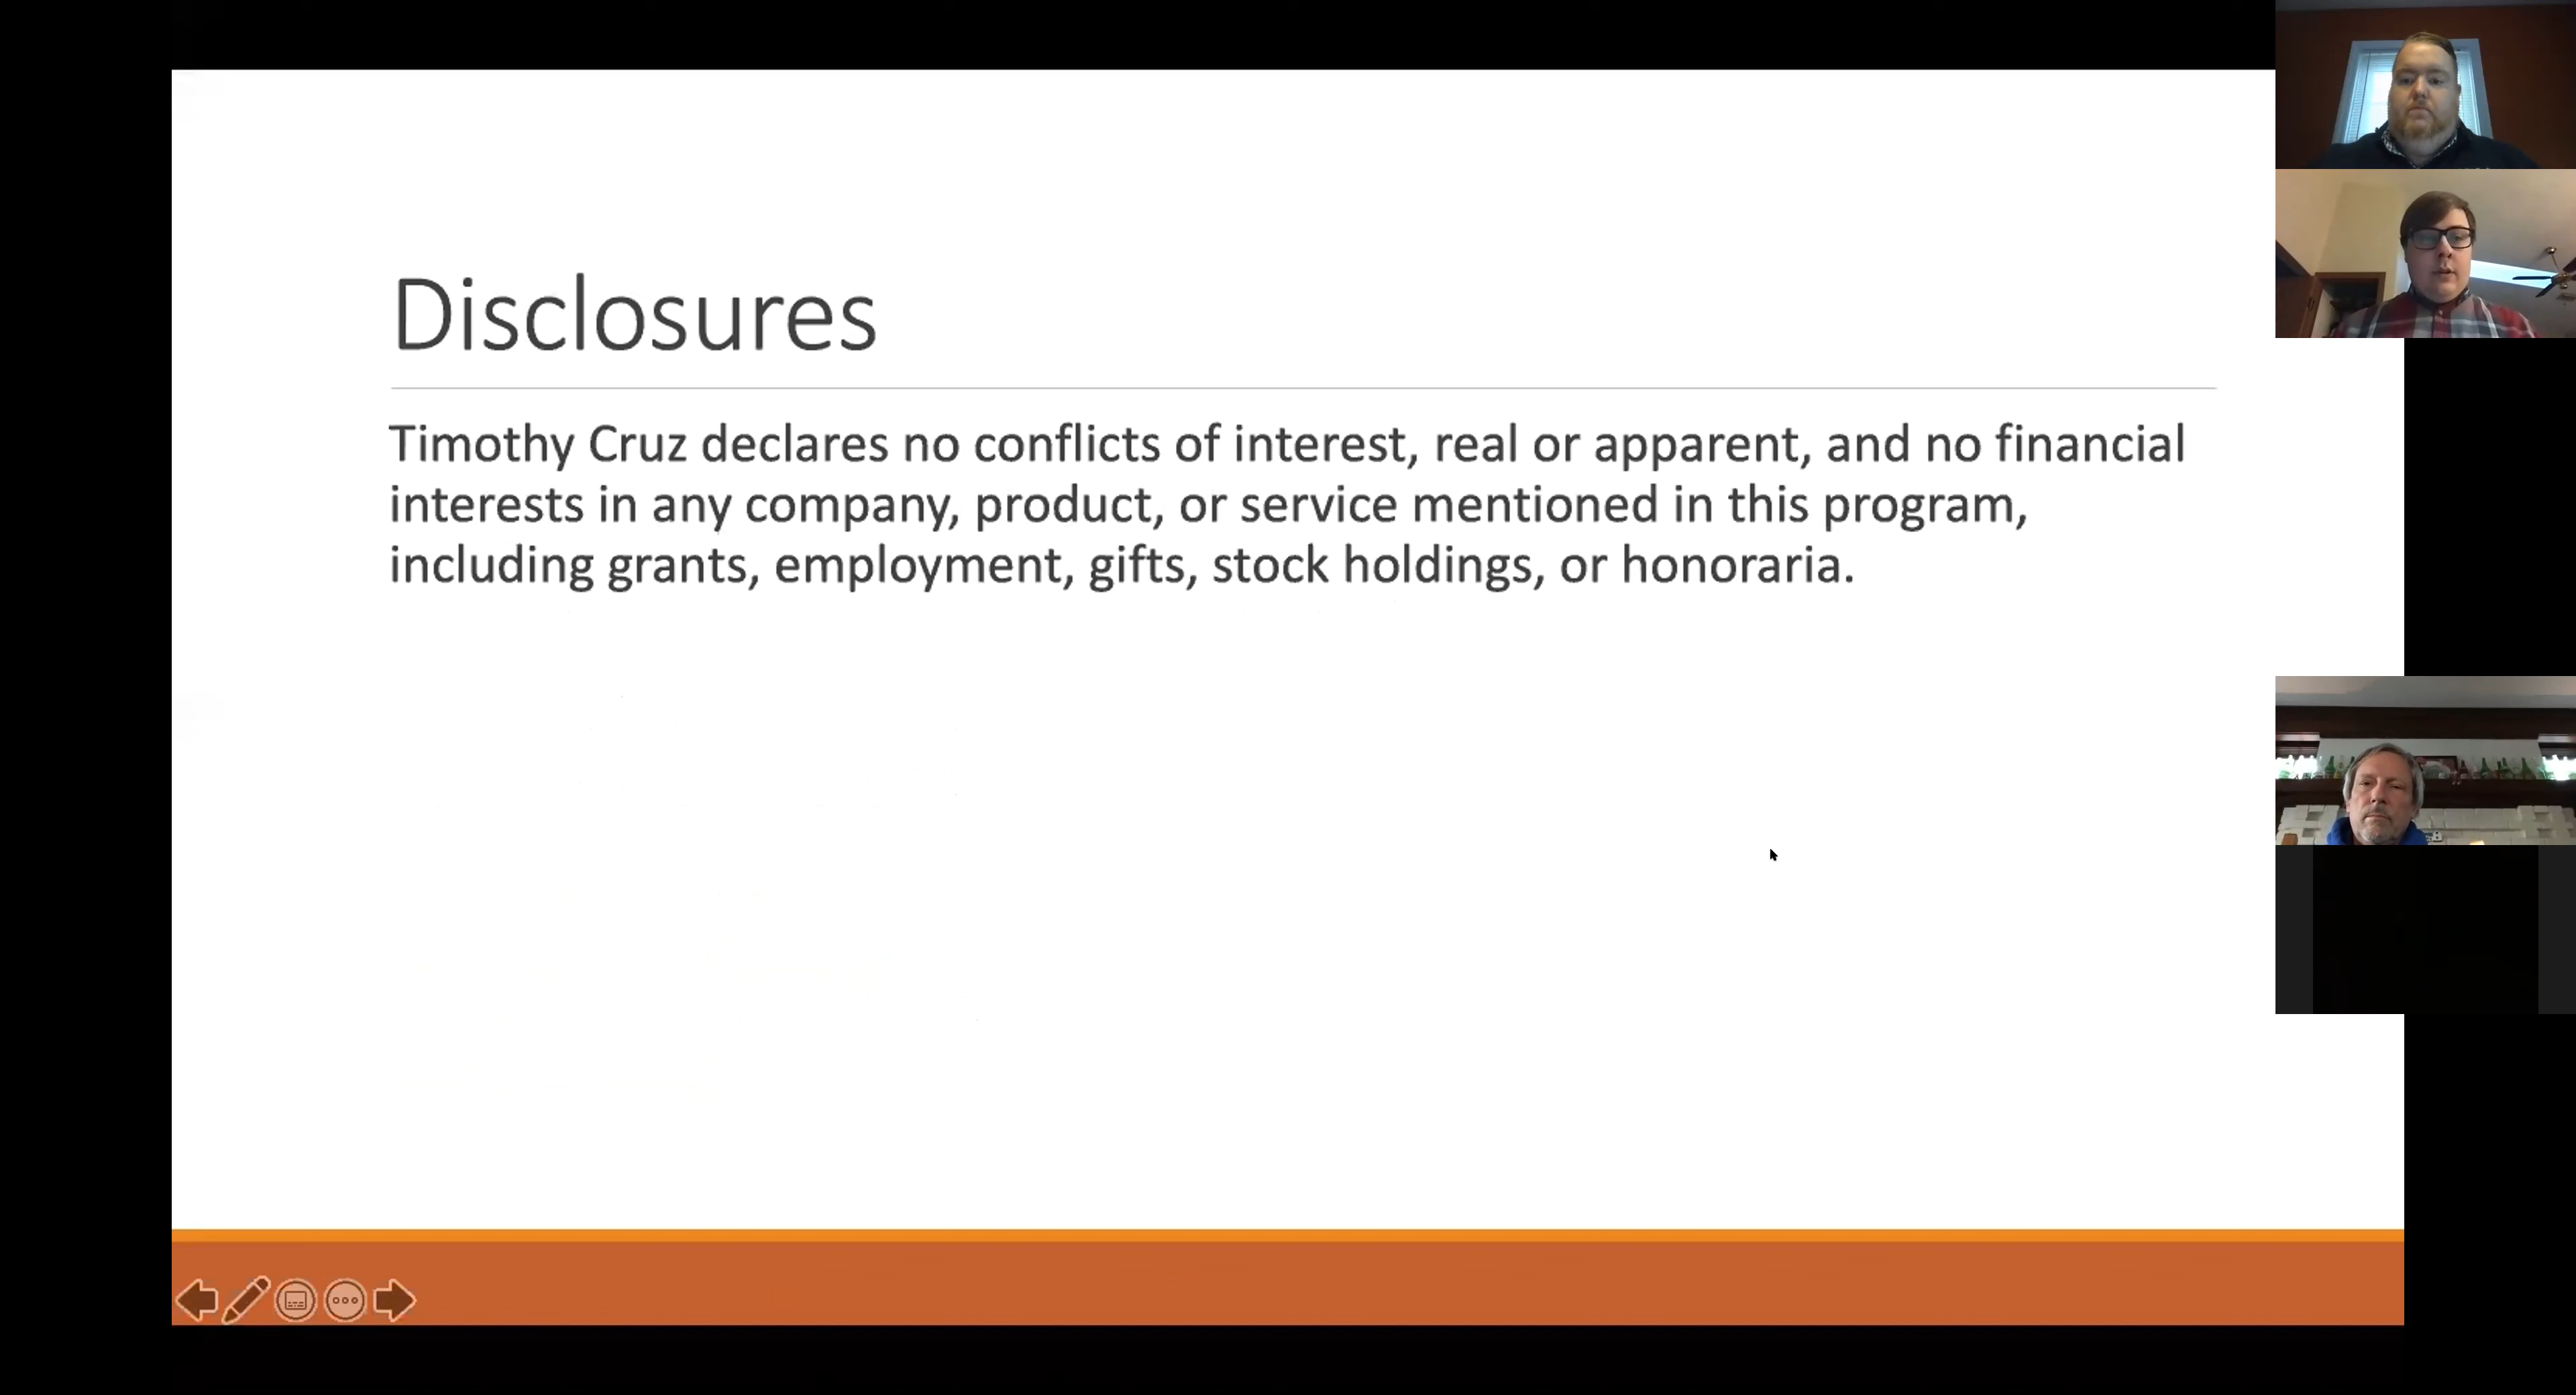 Disclosures
Timothy Cruz declares no conflicts of interest, real or apparent, and no financial
interests in any company, product, or service mentioned in this program,
including grants, employment, gifts, stock holdings, or honoraria.